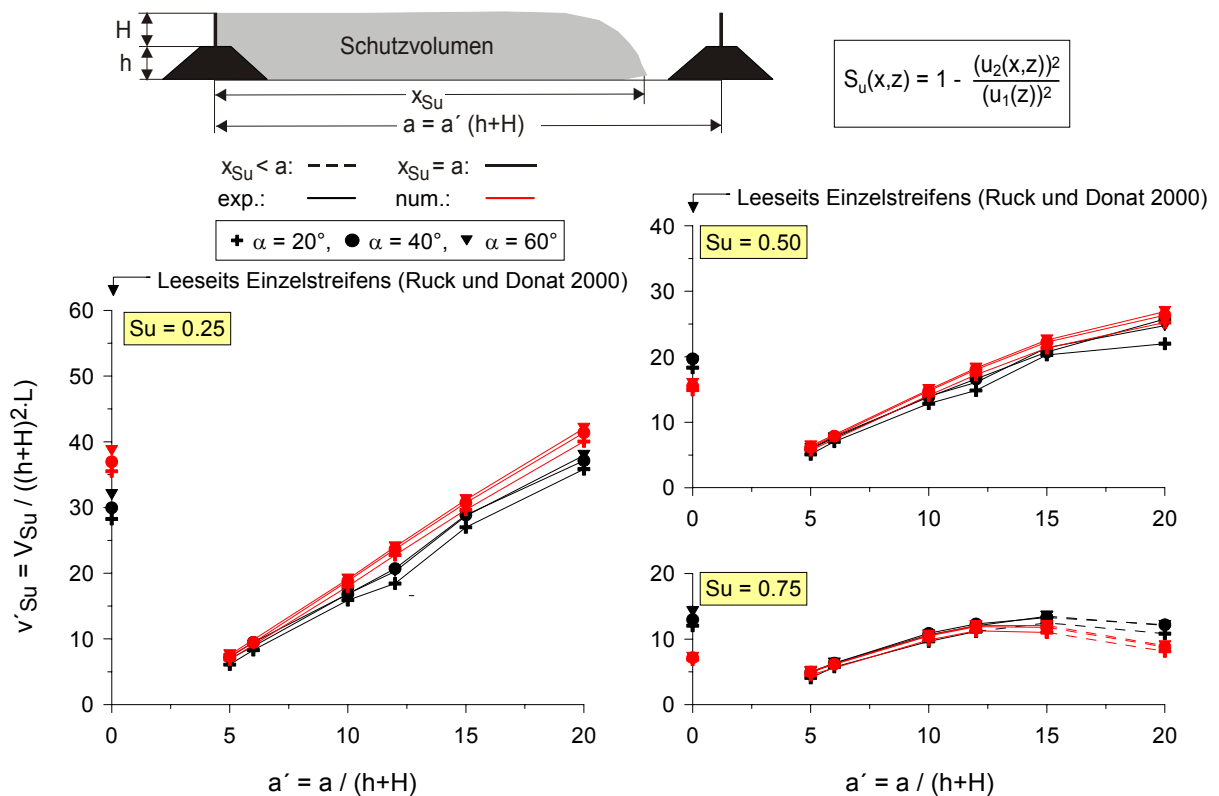 H
h
Schutzvolumen
x_Su
a = a´ (h+H)
S_u(x,z) = 1 - (u_2(x,z))² / (u_1(z))²
x_Su < a: x_Su = a:
exp.: num.:
α = 20°, α = 40°, α = 60°
Leeseits Einzelstreifens (Ruck und Donat 2000)
Su = 0.25
60
50
40
30
20
10
0
0 5 10 15 20
v´_Su = V_Su / ((h+H)²·L)
a´ = a / (h+H)
Leeseits Einzelstreifens (Ruck und Donat 2000)
Su = 0.50
40
30
20
10
0
0 5 10 15 20
Su = 0.75
20
10
0
0 5 10 15 20
a´ = a / (h+H)